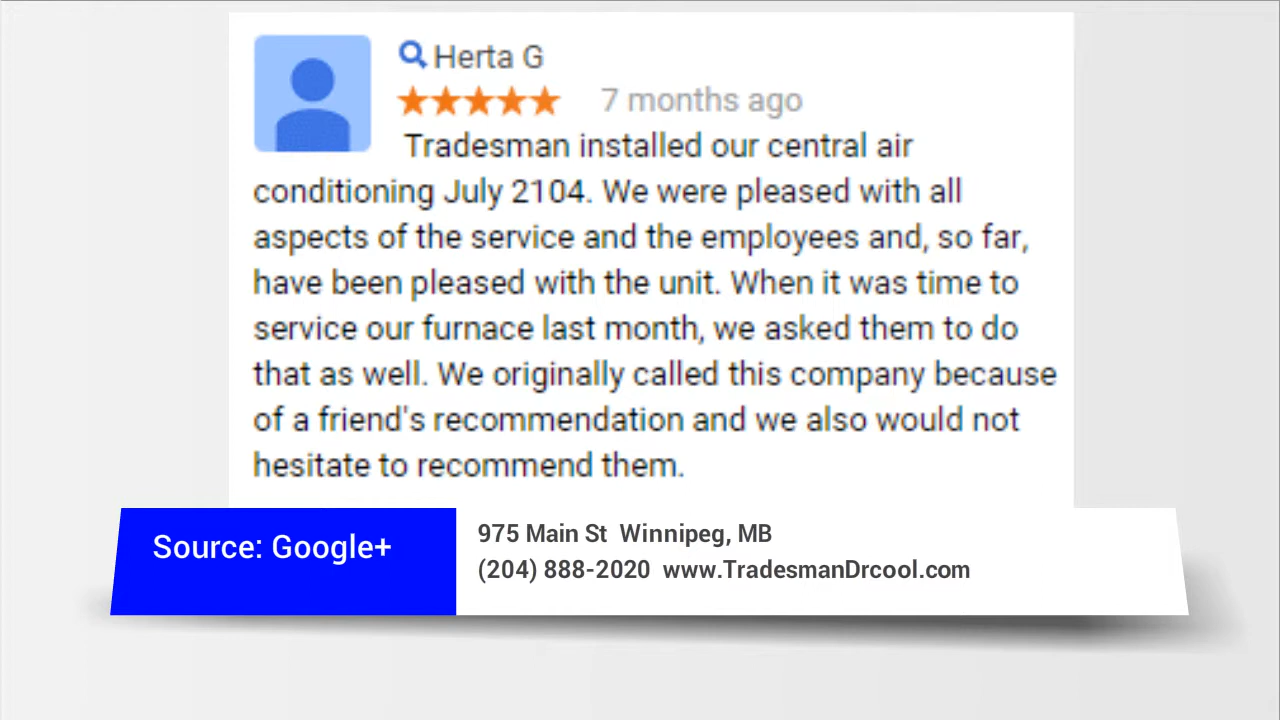 Herta G
7 months ago
Tradesman installed our central air
conditioning July 2104. We were pleased with all
aspects of the service and the employees and, so far,
have been pleased with the unit. When it was time to
service our furnace last month, we asked them to do
that as well. We originally called this company because
of a friend's recommendation and we also would not
hesitate to recommend them.
Source: Google+
975 Main St  Winnipeg, MB
(204) 888-2020  www.TradesmanDrcool.com